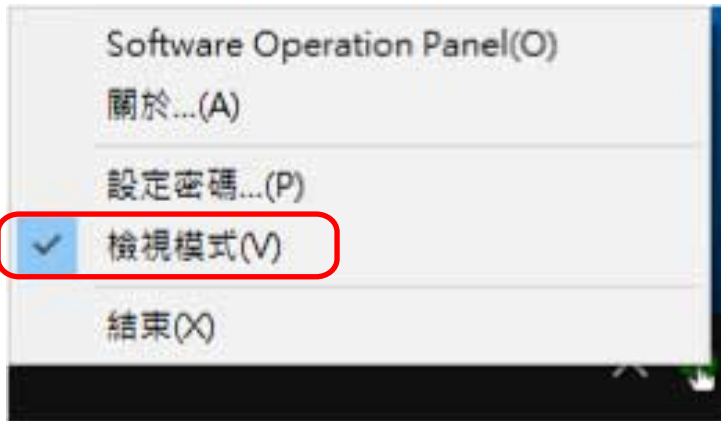 Software Operation Panel(O)
關於...(A)
設定密碼...(P)
檢視模式(V)
結束(X)